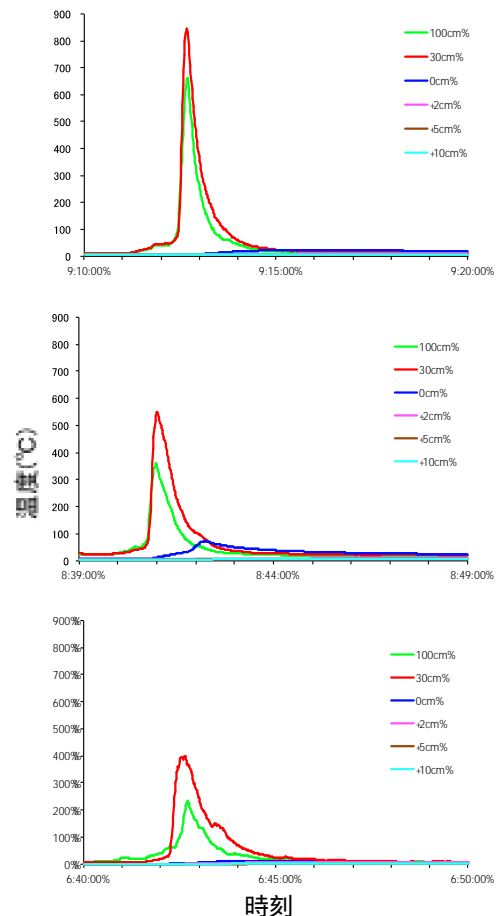 900
800
700
600
500
400
300
200
100
0
100cm%
30cm%
0cm%
+2cm%
+5cm%
+10cm%
9:10:00% 9:15:00% 9:20:00%
900
800
700
600
500
400
300
200
100
0
100cm%
30cm%
0cm%
+2cm%
+5cm%
+10cm%
8:39:00% 8:44:00% 8:49:00%
温度(℃)
900%
800%
700%
600%
500%
400%
300%
200%
100%
0%
100cm%
30cm%
0cm%
+2cm%
+5cm%
+10cm%
6:40:00% 6:45:00% 6:50:00%
時刻